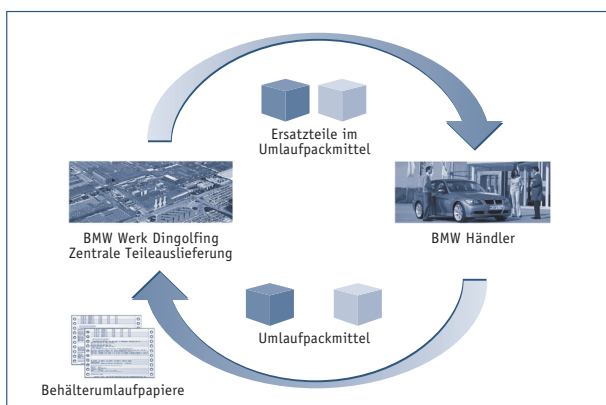 Ersatzteile im
Umlaufpackmittel
BMW Werk Dingolfing
Zentrale Teileauslieferung
BMW Händler
Umlaufpackmittel
Behälterumlaufpapiere